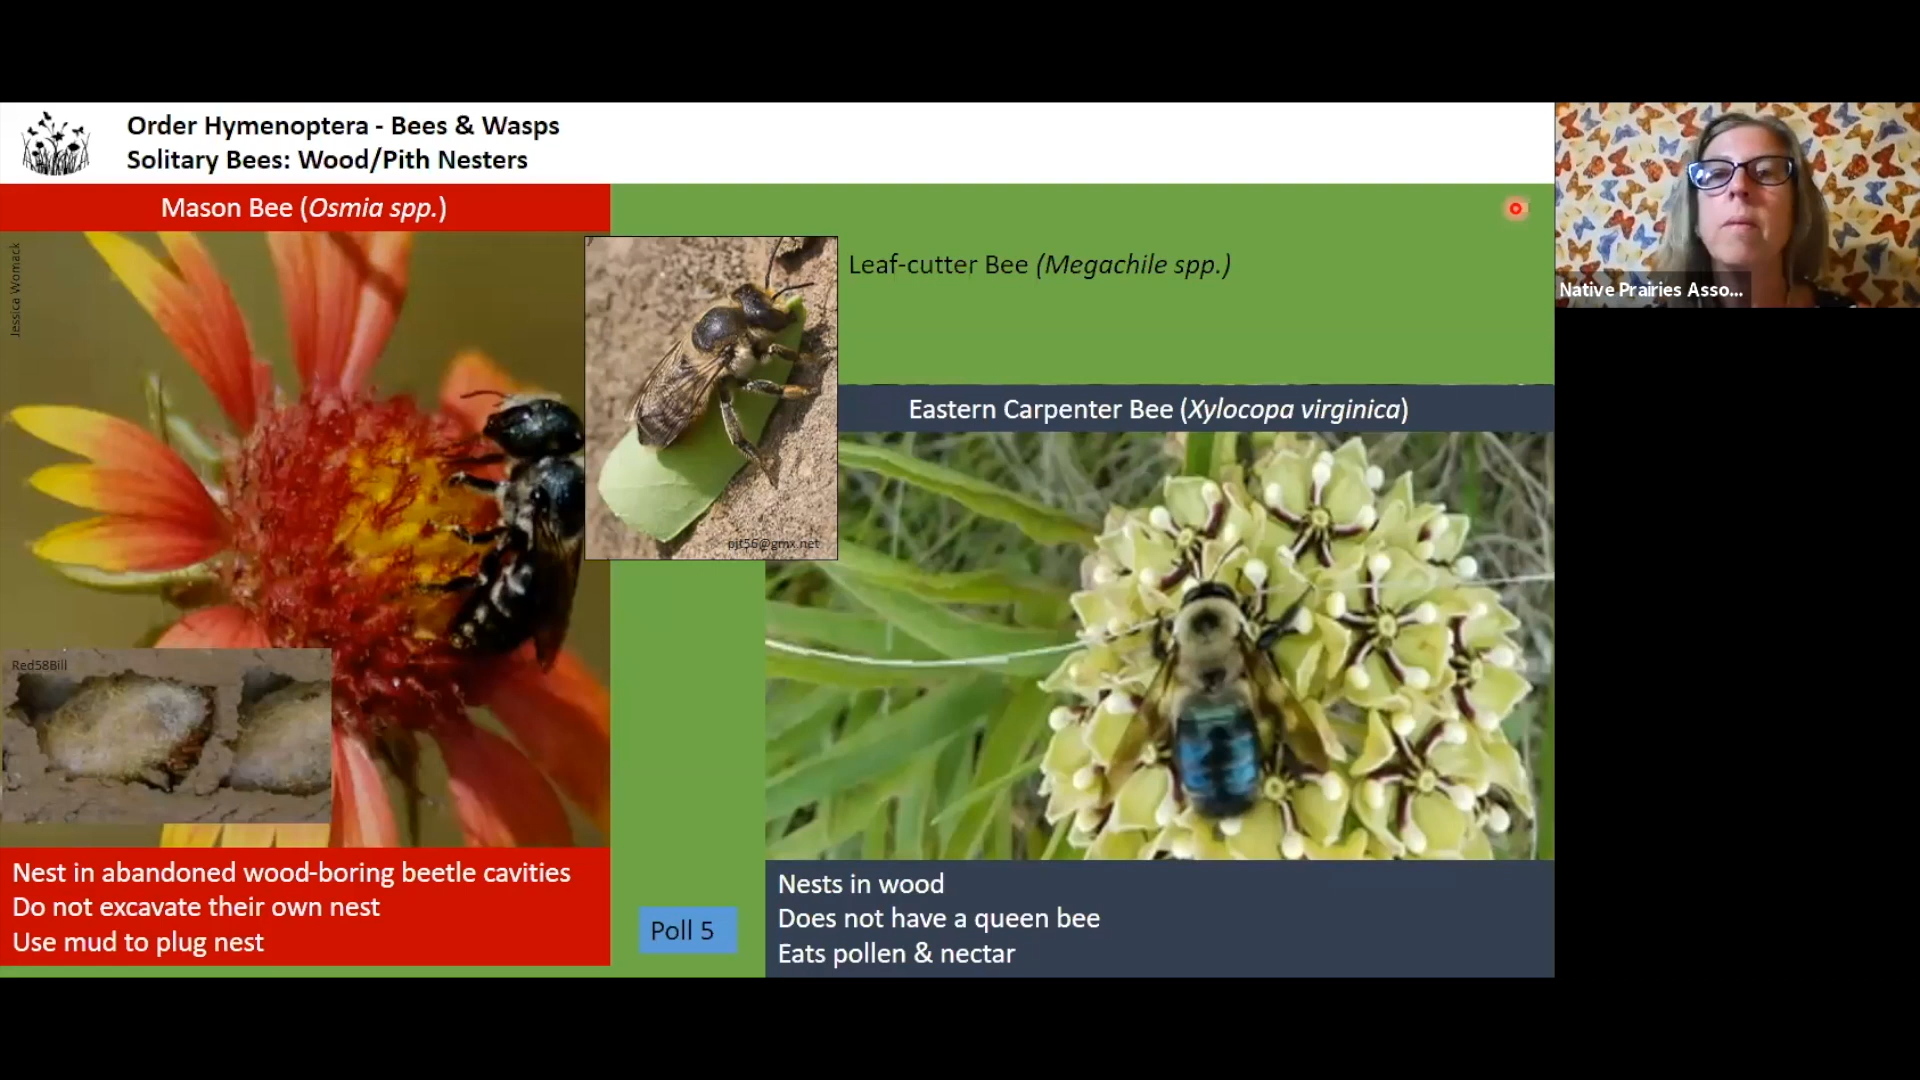 Order Hymenoptera - Bees & Wasps
Solitary Bees: Wood/Pith Nesters
Mason Bee (Osmia spp.)
Jessica Womack
Leaf-cutter Bee (Megachile spp.)
pjt56@gmx.net
Eastern Carpenter Bee (Xylocopa virginica)
Red58Bill
Nest in abandoned wood-boring beetle cavities
Do not excavate their own nest
Use mud to plug nest
Poll 5
Nests in wood
Does not have a queen bee
Eats pollen & nectar
Native Prairies Asso...